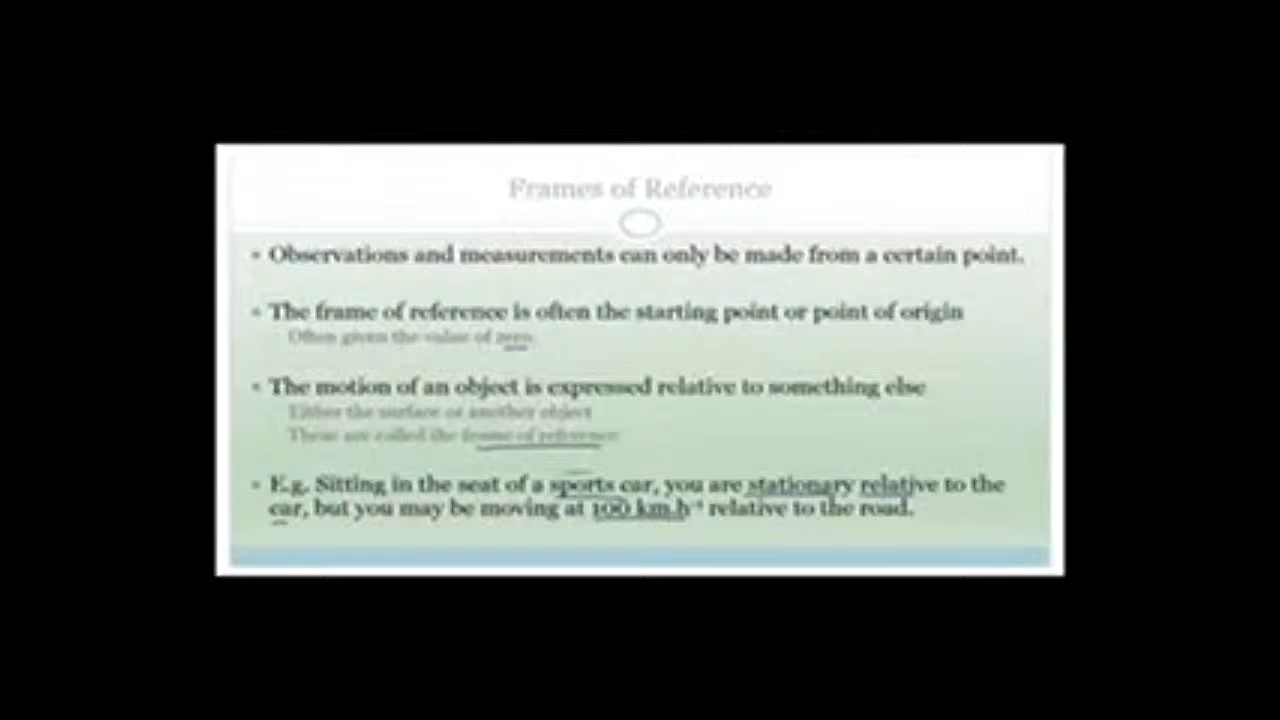 Frames of Reference
Observations and measurements can only be made from a certain point.
The frame of reference is often the starting point or point of origin
Often given the value of zero.
The motion of an object is expressed relative to something else
Either the surface or another object
These are called the frame of reference
E.g. Sitting in the seat of a sports car, you are stationary relative to the
car, but you may be moving at 100 km.h⁻¹ relative to the road.